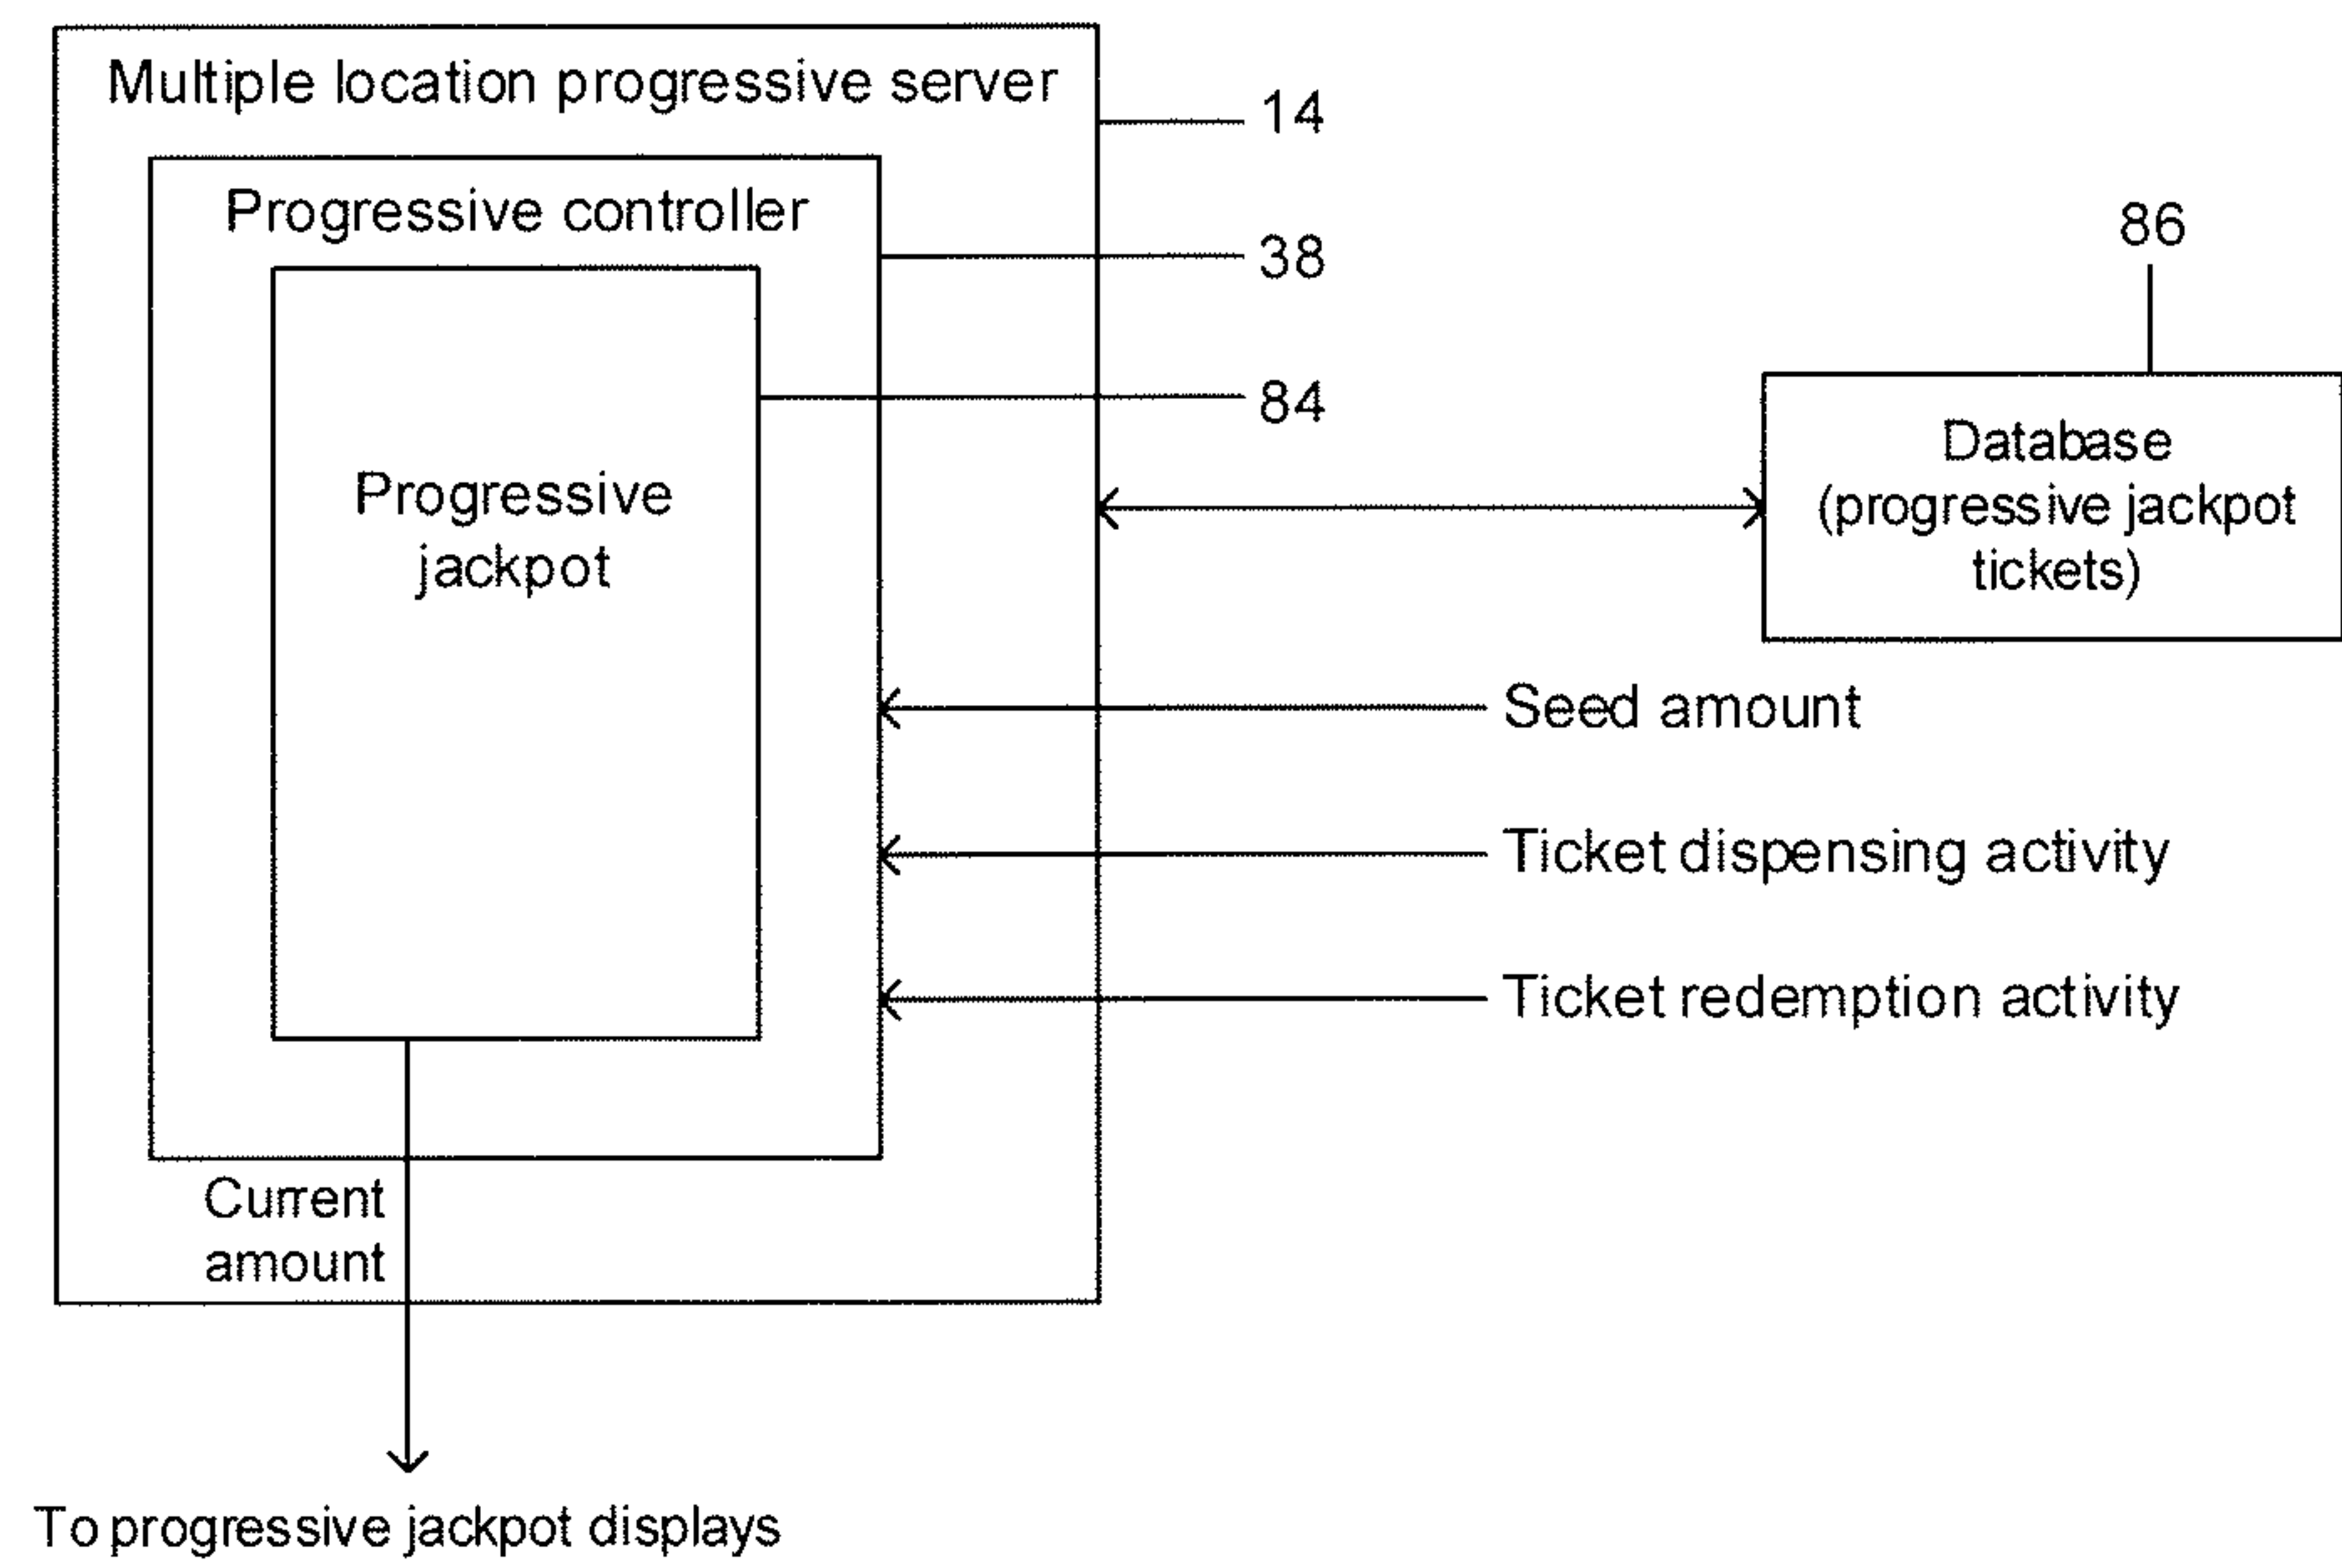 Multiple location progressive server
14
Progressive controller
38
86
84
Progressive
jackpot
Database
(progressive jackpot
tickets)
Seed amount
Ticket dispensing activity
Ticket redemption activity
Current
amount
To progressive jackpot displays